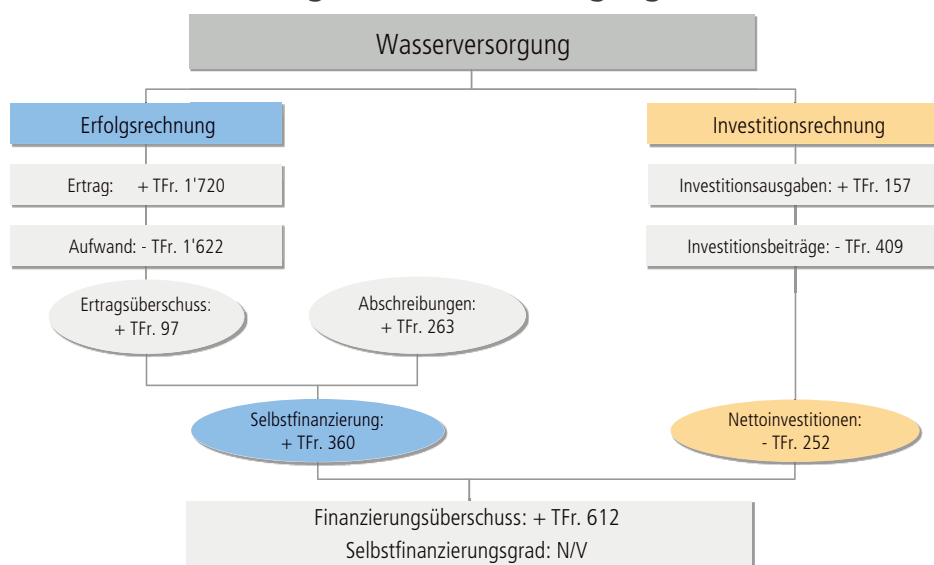 Wasserversorgung
Erfolgsrechnung
Investitionsrechnung
Ertrag: + TFr. 1'720
Investitionsausgaben: + TFr. 157
Aufwand: - TFr. 1'622
Investitionsbeiträge: - TFr. 409
Ertragsüberschuss:
+ TFr. 97
Abschreibungen:
+ TFr. 263
Selbstfinanzierung:
+ TFr. 360
Nettoinvestitionen:
- TFr. 252
Finanzierungsüberschuss: + TFr. 612
Selbstfinanzierungsgrad: N/V